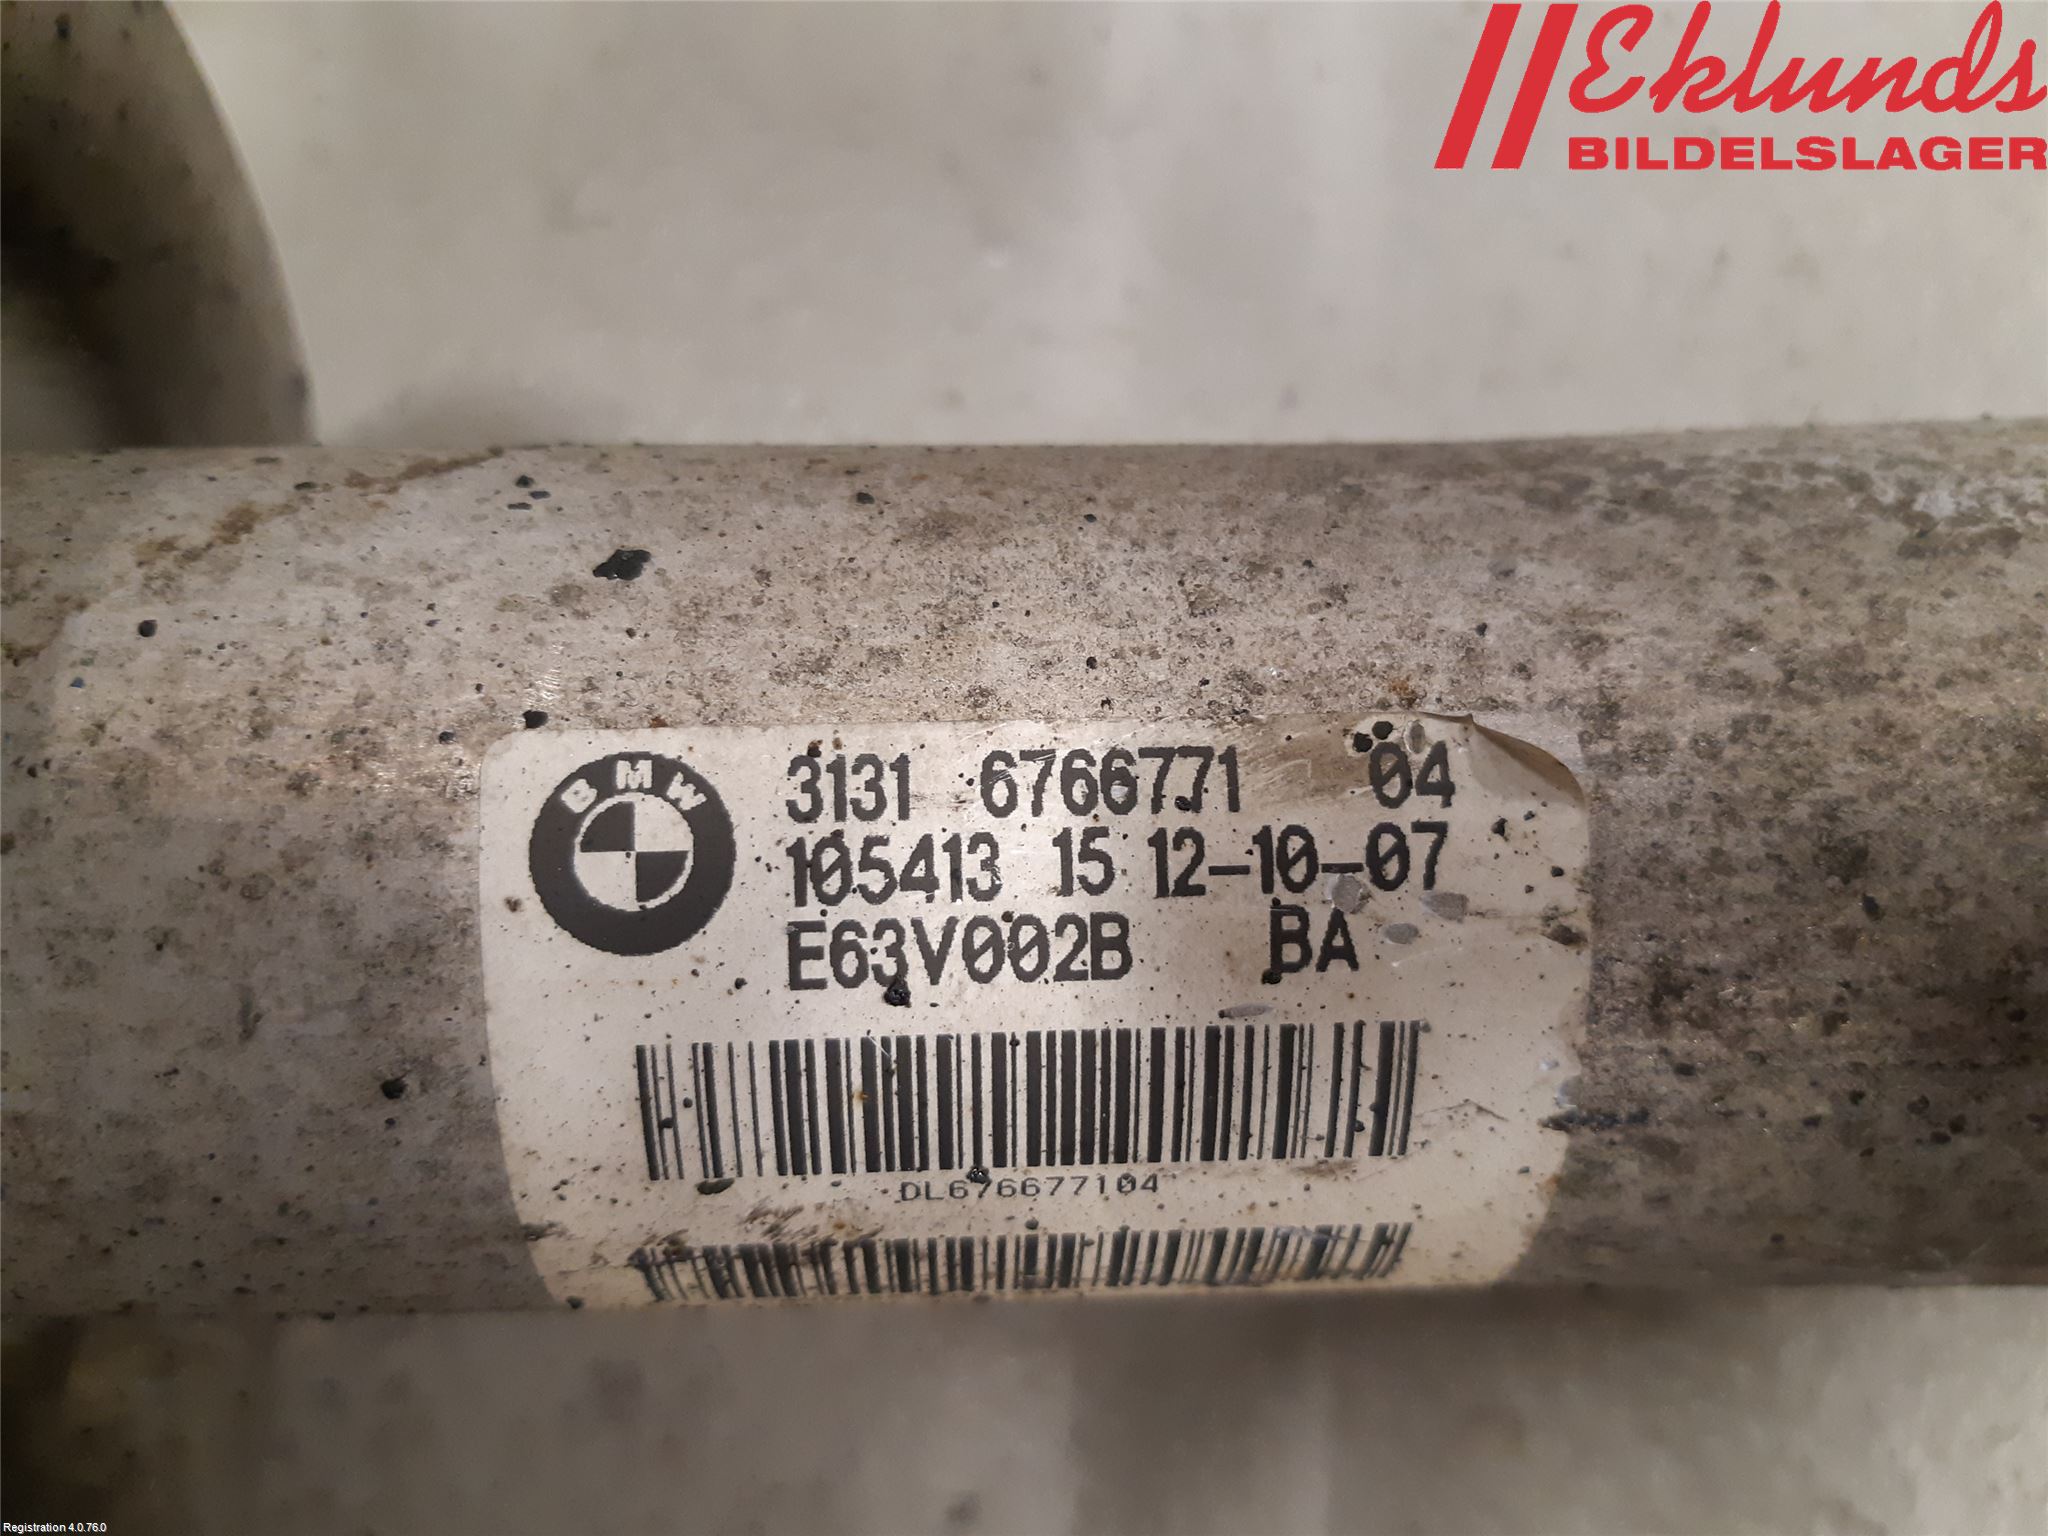 Eklunds
BILDELSLAGER
BMW
3131 6766771 04
105413 15 12-10-07
E63V002B BA
DL676677104
Registration 4.0.76.0